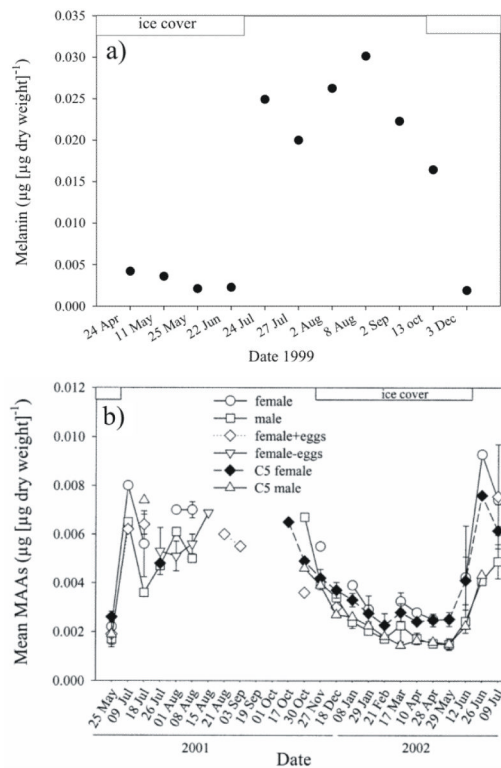 ice cover
a)
0.035
0.030
0.025
0.020
0.015
0.010
0.005
0.000
Melanin (µg [µg dry weight]-1)
24 Apr
11 May
25 May
22 Jun
24 Jul
27 Jul
2 Aug
8 Aug
2 Sep
13 oct
3 Dec
Date 1999
b)
ice cover
female
male
female+eggs
female-eggs
C5 female
C5 male
0.012
0.010
0.008
0.006
0.004
0.002
0.000
Mean MAAs (µg [µg dry weight]-1)
25 May
09 Jul
18 Jul
26 Jul
01 Aug
08 Aug
15 Aug
21 Aug
03 Sep
19 Sep
01 Oct
17 Oct
30 Oct
27 Nov
18 Dec
08 Jan
29 Jan
21 Feb
17 Mar
10 Apr
28 Apr
29 May
12 Jun
26 Jun
09 Jul
2001
2002
Date